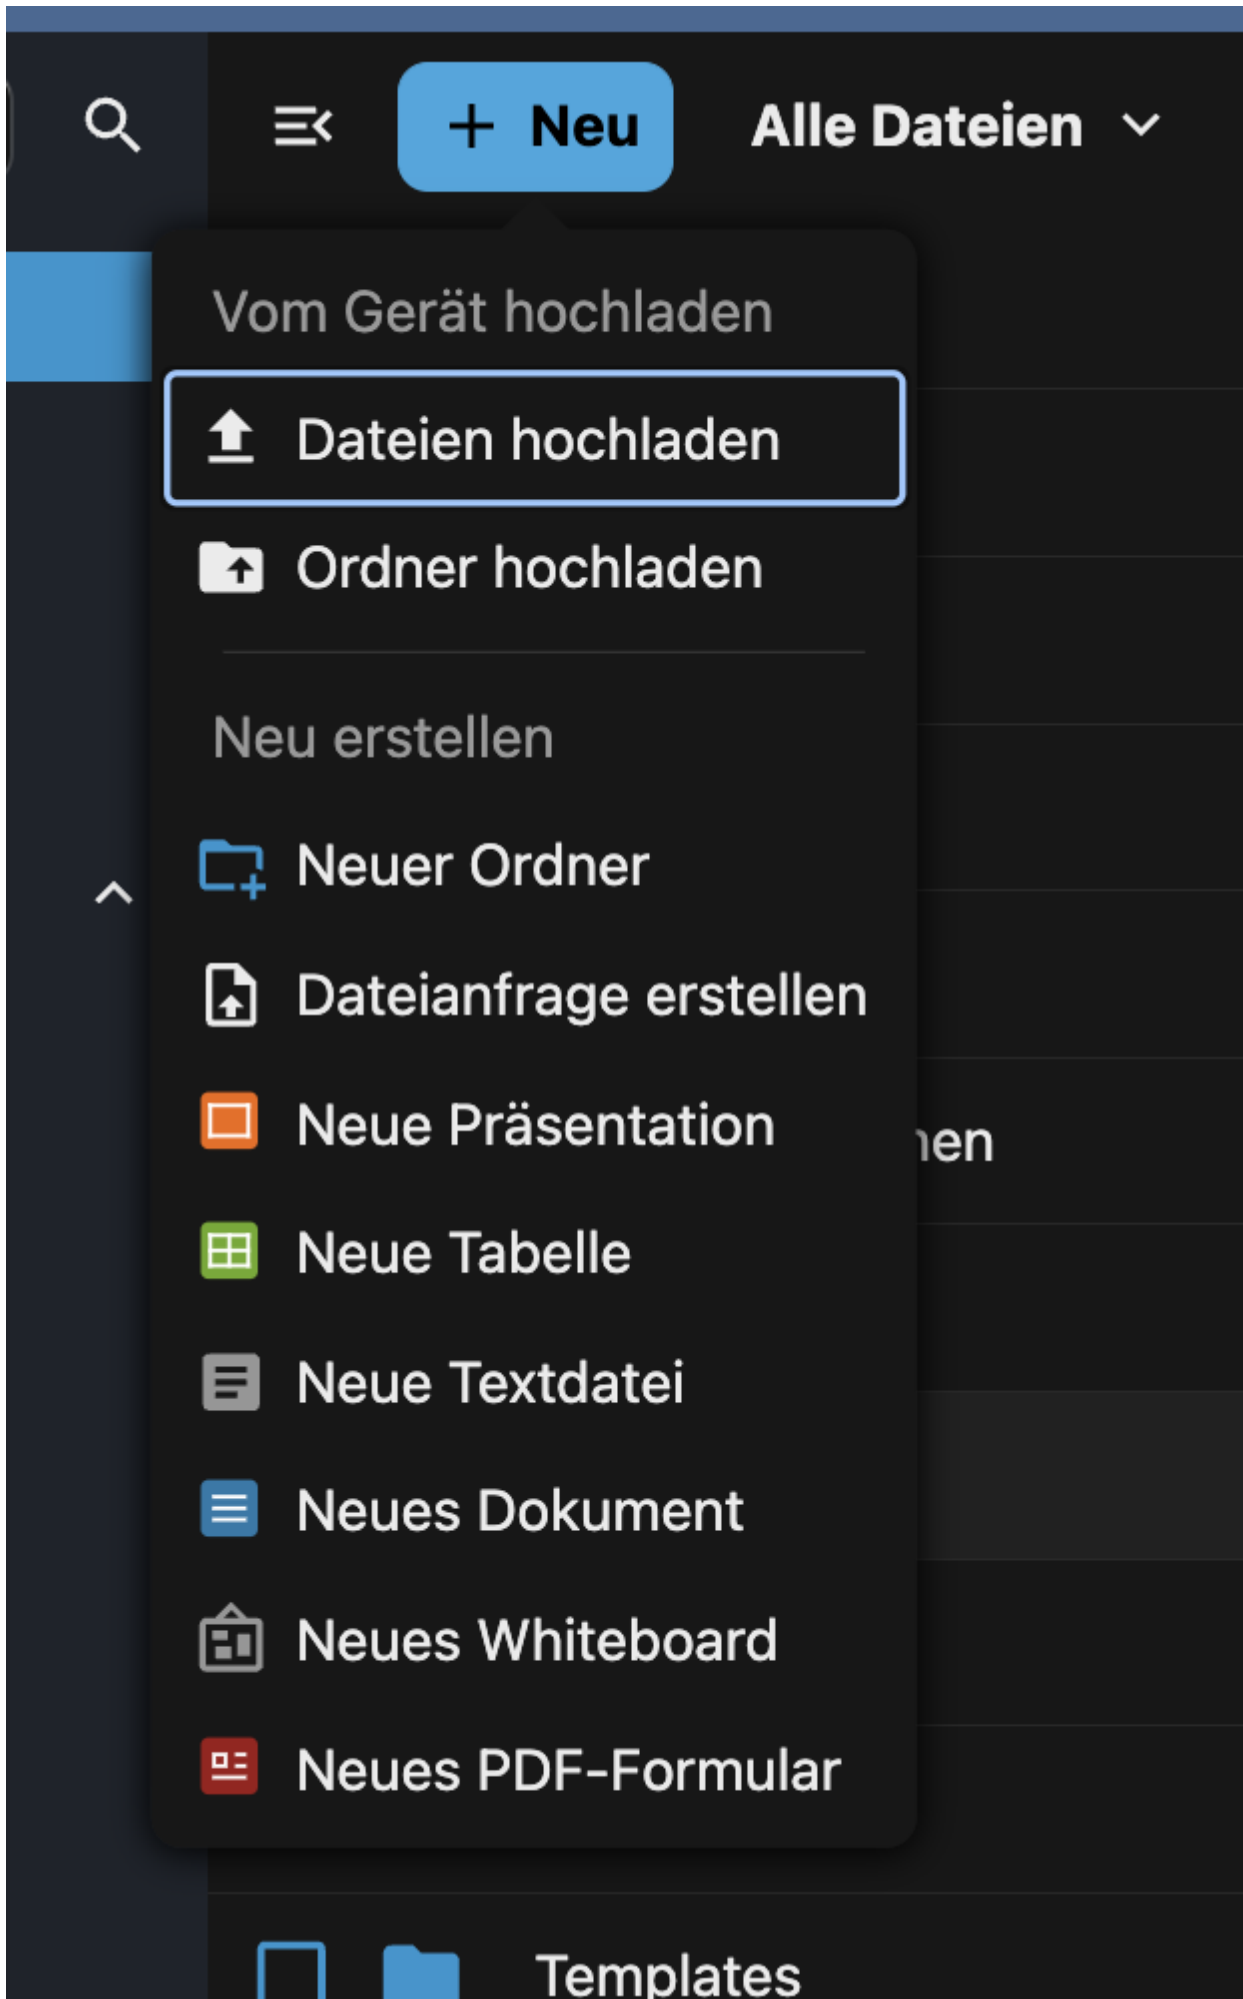 + Neu
Alle Dateien
Vom Gerät hochladen
Dateien hochladen
Ordner hochladen
Neu erstellen
Neuer Ordner
Dateianfrage erstellen
Neue Präsentation
Neue Tabelle
Neue Textdatei
Neues Dokument
Neues Whiteboard
Neues PDF-Formular
Templates